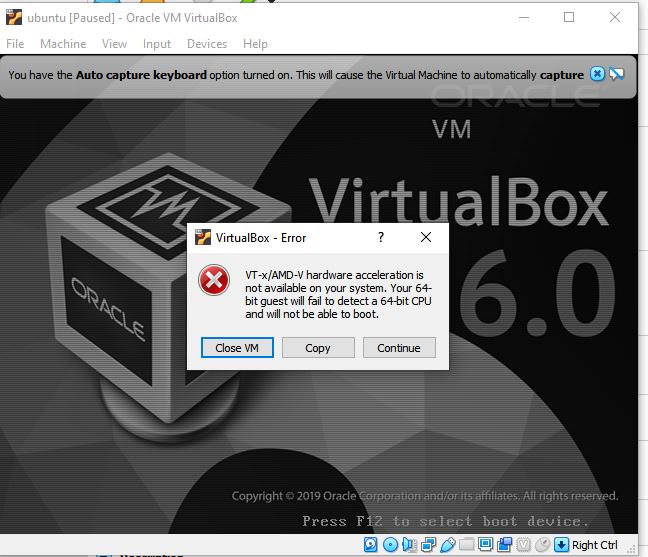 ubuntu [Paused] - Oracle VM VirtualBox
File Machine View Input Devices Help
You have the Auto capture keyboard option turned on. This will cause the Virtual Machine to automatically capture
ORACLE
VM
VirtualBox
6.0
ORACLE
VirtualBox - Error
?
VT-x/AMD-V hardware acceleration is
not available on your system. Your 64-
bit guest will fail to detect a 64-bit CPU
and will not be able to boot.
Close VM Copy Continue
Copyright © 2019 Oracle Corporation and/or its affiliates. All rights reserved.
Press F12 to select boot device.
Right Ctrl